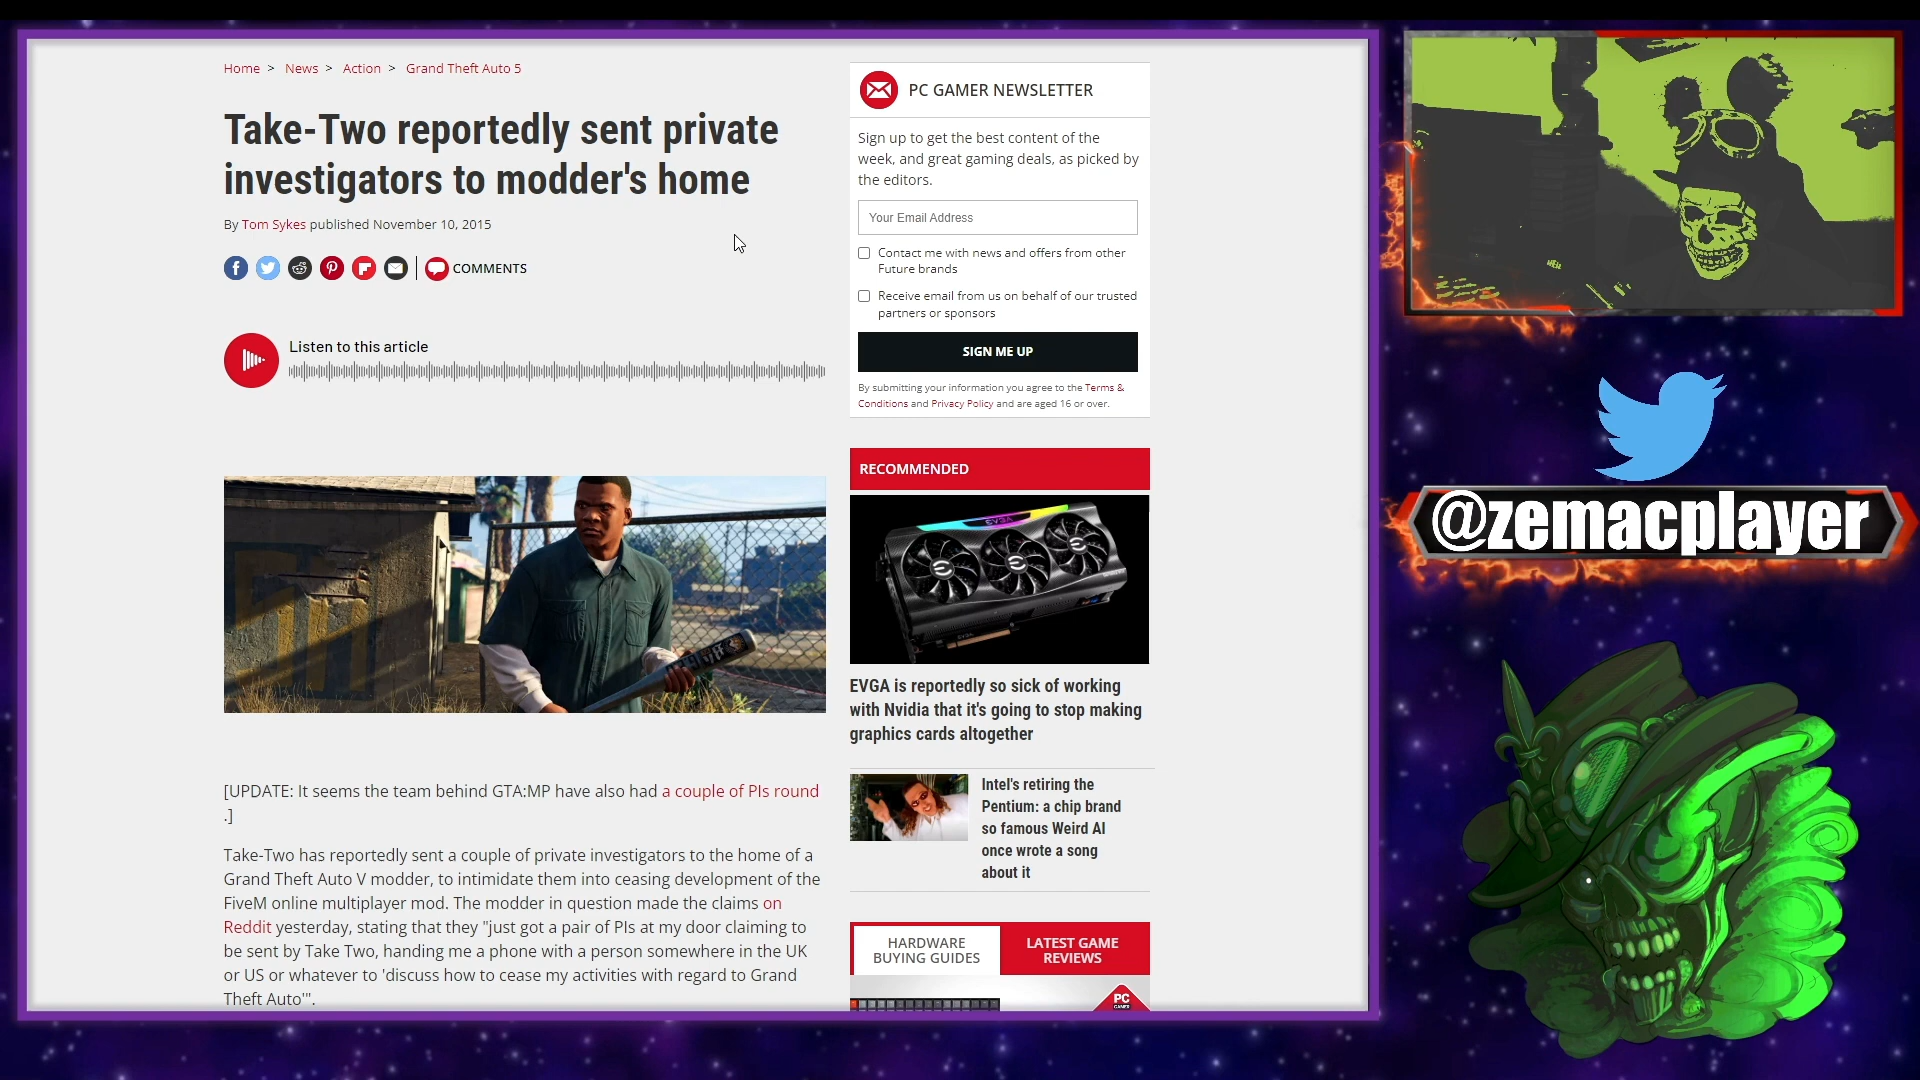 Home > News > Action > Grand Theft Auto 5
Take-Two reportedly sent private
investigators to modder's home
By Tom Sykes published November 10, 2015
COMMENTS
Listen to this article
[UPDATE: It seems the team behind GTA:MP have also had a couple of PIs round
.]
Take-Two has reportedly sent a couple of private investigators to the home of a
Grand Theft Auto V modder, to intimidate them into ceasing development of the
FiveM online multiplayer mod. The modder in question made the claims on
Reddit yesterday, stating that they "just got a pair of PIs at my door claiming to
be sent by Take Two, handing me a phone with a person somewhere in the UK
or US or whatever to 'discuss how to cease my activities with regard to Grand
Theft Auto'".
PC GAMER NEWSLETTER
Sign up to get the best content of the
week, and great gaming deals, as picked by
the editors.
Your Email Address
Contact me with news and offers from other
Future brands
Receive email from us on behalf of our trusted
partners or sponsors
SIGN ME UP
By submitting your information you agree to the Terms &
Conditions and Privacy Policy and are aged 16 or over.
RECOMMENDED
EVGA
EVGA is reportedly so sick of working
with Nvidia that it's going to stop making
graphics cards altogether
Intel's retiring the
Pentium: a chip brand
so famous Weird Al
once wrote a song
about it
HARDWARE
BUYING GUIDES
LATEST GAME
REVIEWS
PC
GAMER
@zemacplayer